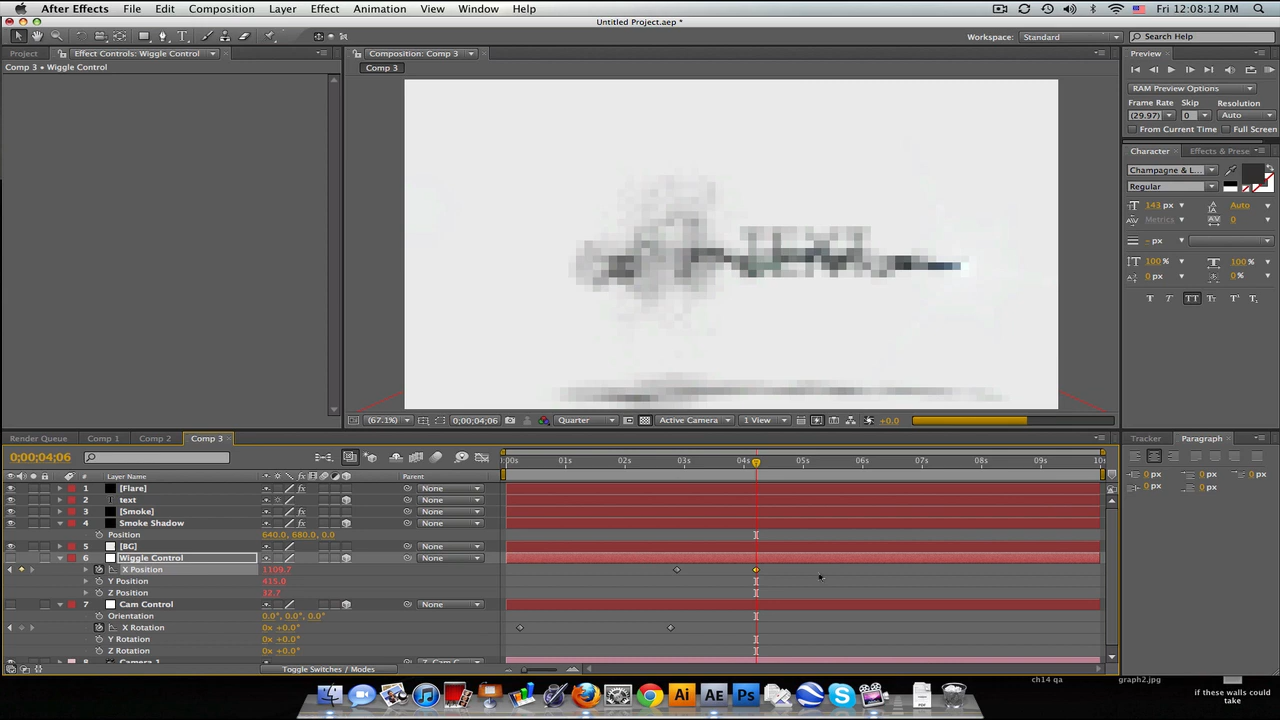 After Effects File Edit Composition Layer Effect Animation View Window Help Fri 12:08:12 PM
Untitled Project.aep *
Workspace: Standard Search Help
Project Effect Controls: Wiggle Control Composition: Comp 3 Preview
Comp 3 • Wiggle Control Comp 3
RAM Preview Options
Frame Rate Skip Resolution
(29.97) 0 Auto
From Current Time Full Screen
Character Effects & Prese
Champagne & L...
Regular
143 px Auto
Metrics 0
- px
100% 100%
0 px 0%
T T TT Tr T' T,
(67.1%) 0;00;04;06 Quarter Active Camera 1 View +0.0
Render Queue Comp 1 Comp 2 Comp 3 Tracker Paragraph
0;00;04;06 :00s 01s 02s 03s 04s 05s 06s 07s 08s 09s 10s
# Layer Name Parent
0 px 0 px 0 px
0 px 0 px
1 [Flare] None
2 text None
3 [Smoke] None
4 Smoke Shadow None
Position 640.0, 680.0, 0.0
5 [BG] None
6 Wiggle Control None
X Position 1109.7
Y Position 415.0
Z Position 32.7
7 Cam Control None
Orientation 0.0°, 0.0°, 0.0°
X Rotation 0x +0.0°
Y Rotation 0x +0.0°
Z Rotation 0x +0.0°
8 Camera 1
Toggle Switches / Modes
ch14 qa graph2.jpg
if these walls could
take